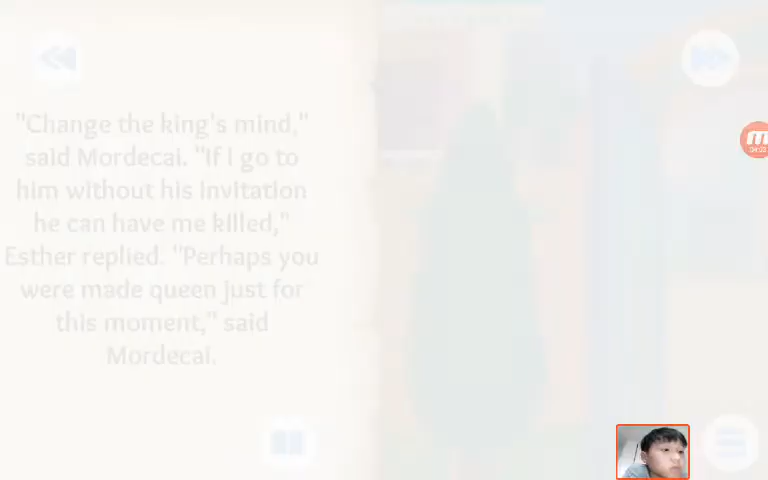 "Change the king's mind,"
said Mordecai. "If I go to
him without his invitation
he can have me killed,"
Esther replied. "Perhaps you
were made queen just for
this moment," said
Mordecai.